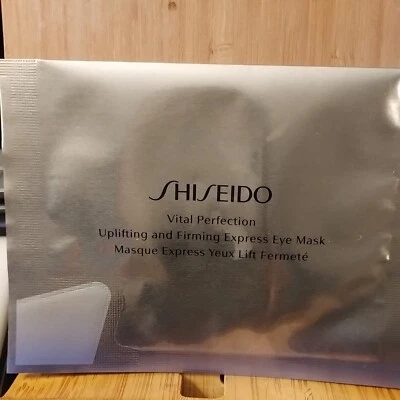 SHISEIDO
Vital Perfection
Uplifting and Firming Express Eye Mask
Masque Express Yeux Lift Fermeté